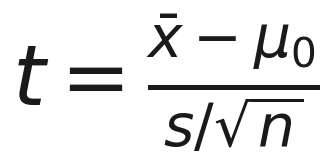 t = (x̄ − μ₀) / (s/√n)